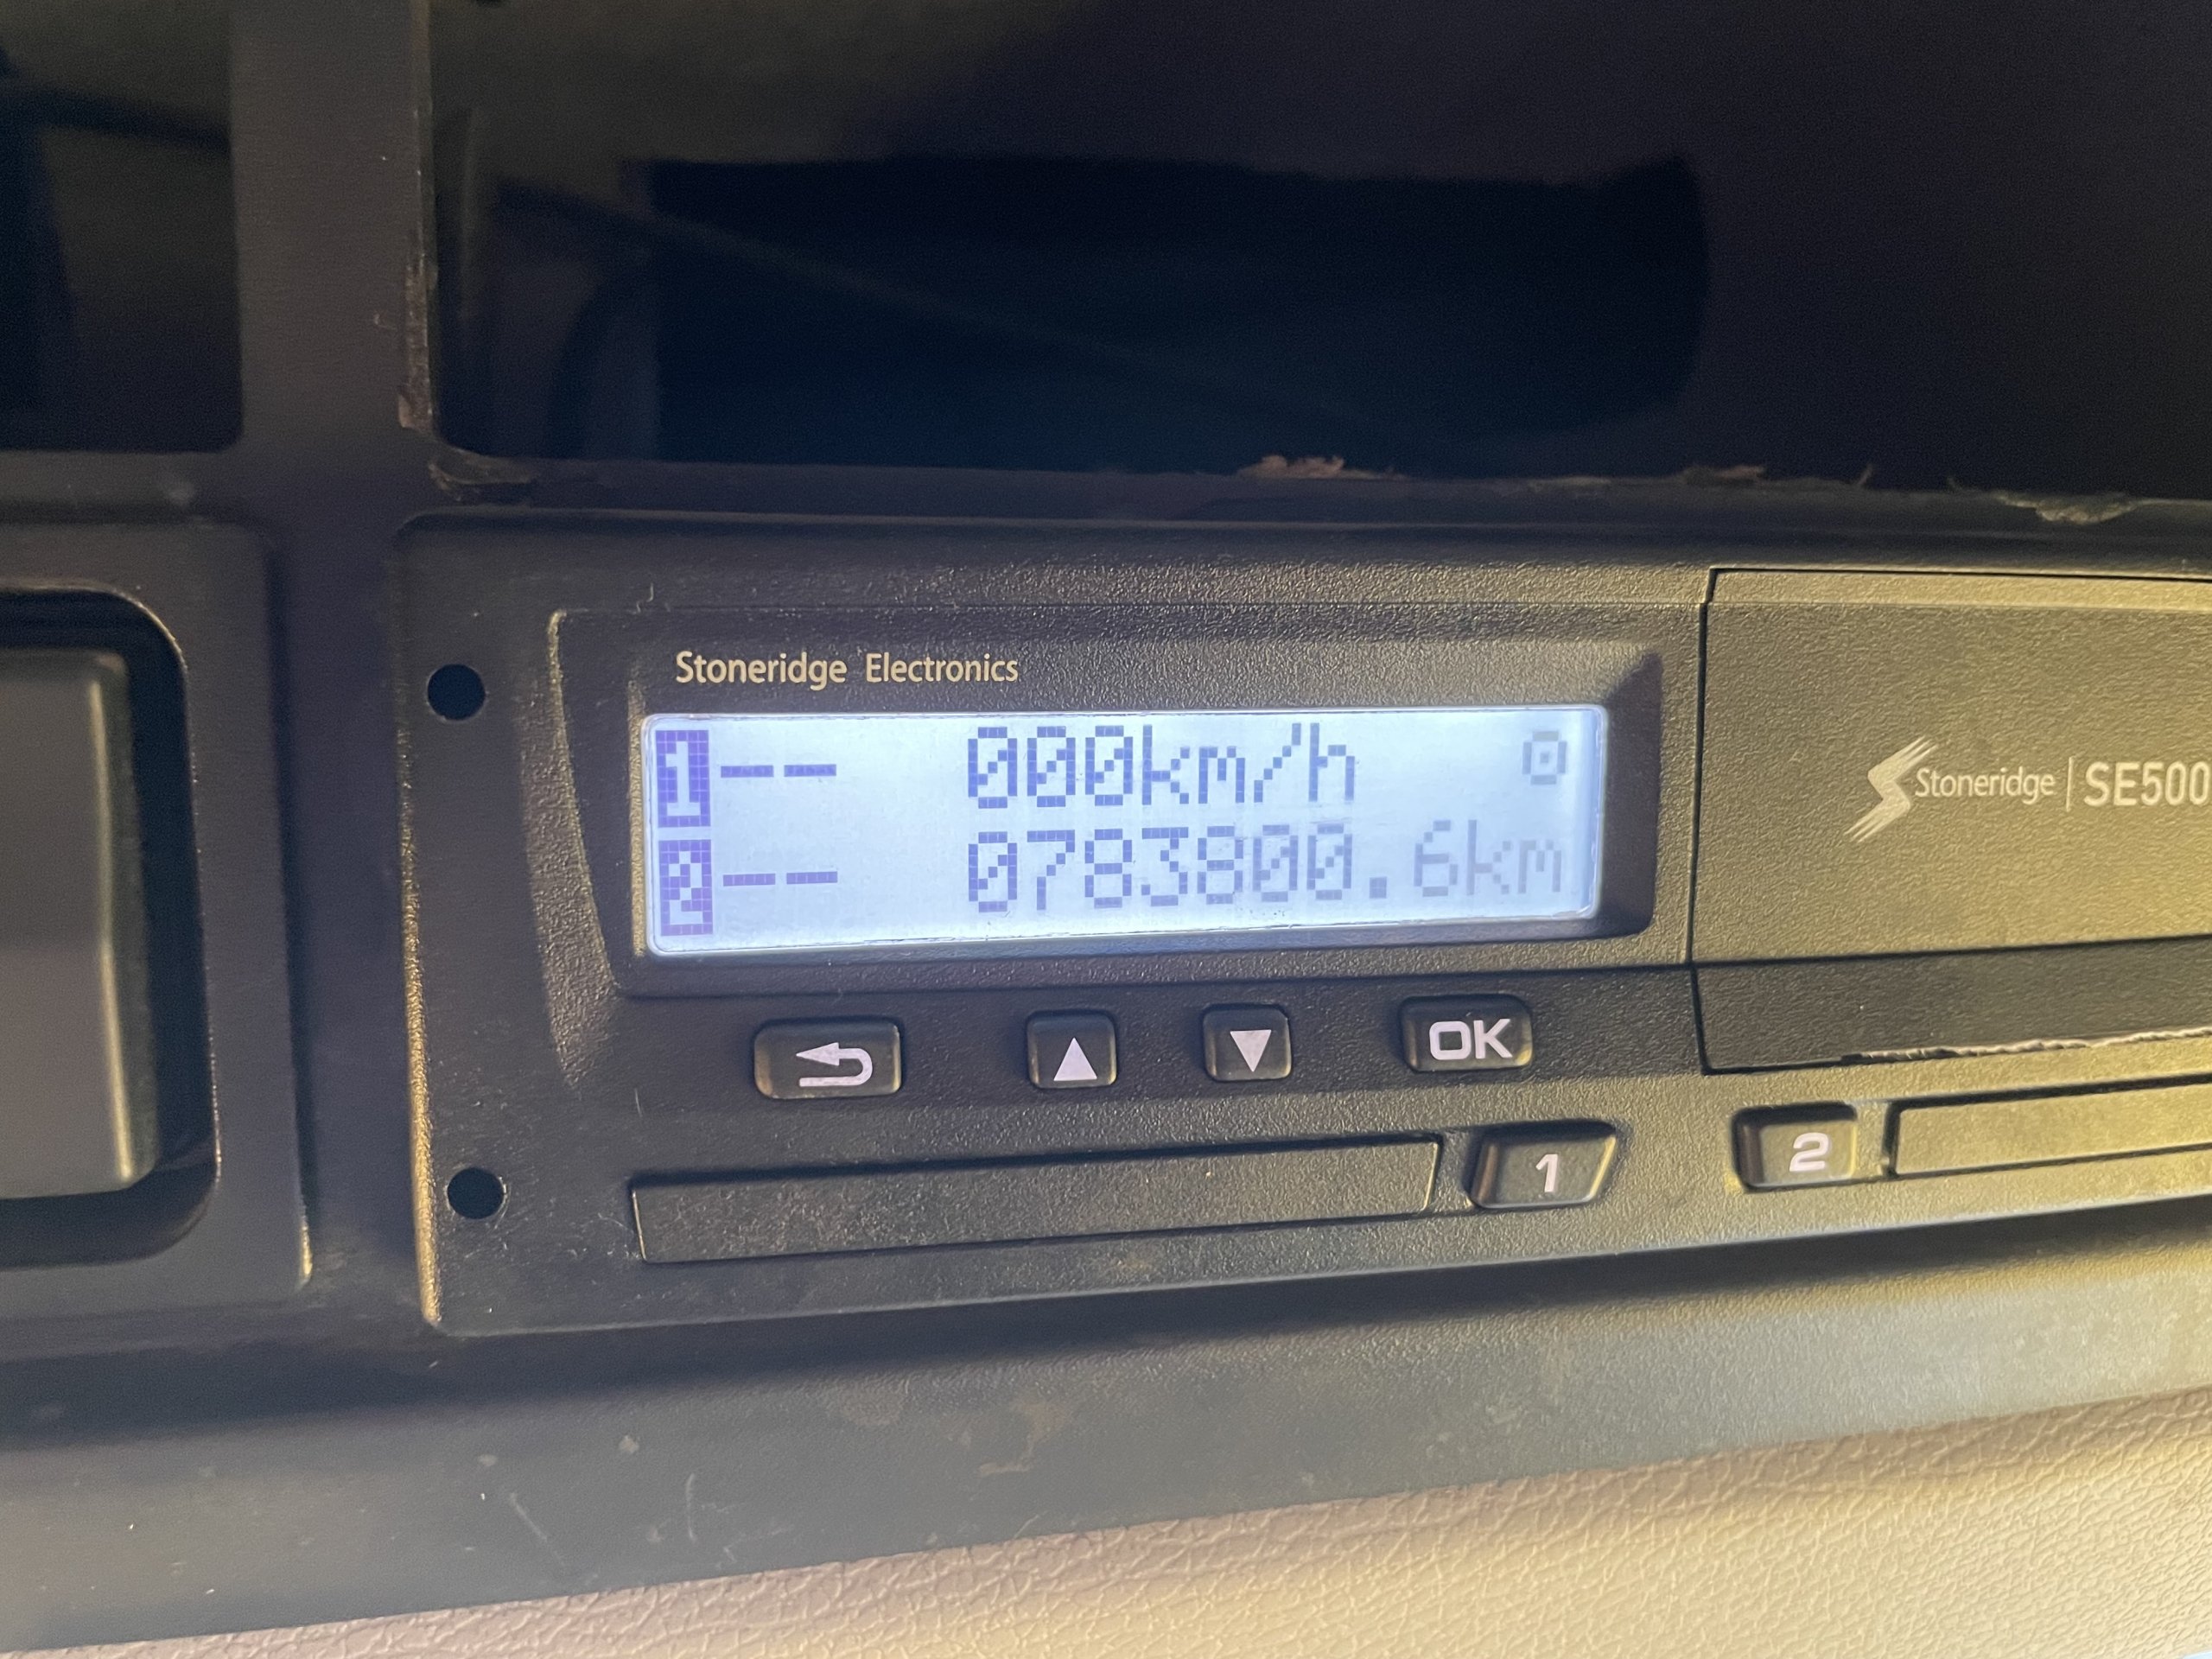 Stoneridge Electronics
1-- 000km/h
2-- 0783800.6km
Stoneridge | SE500
OK
1
2